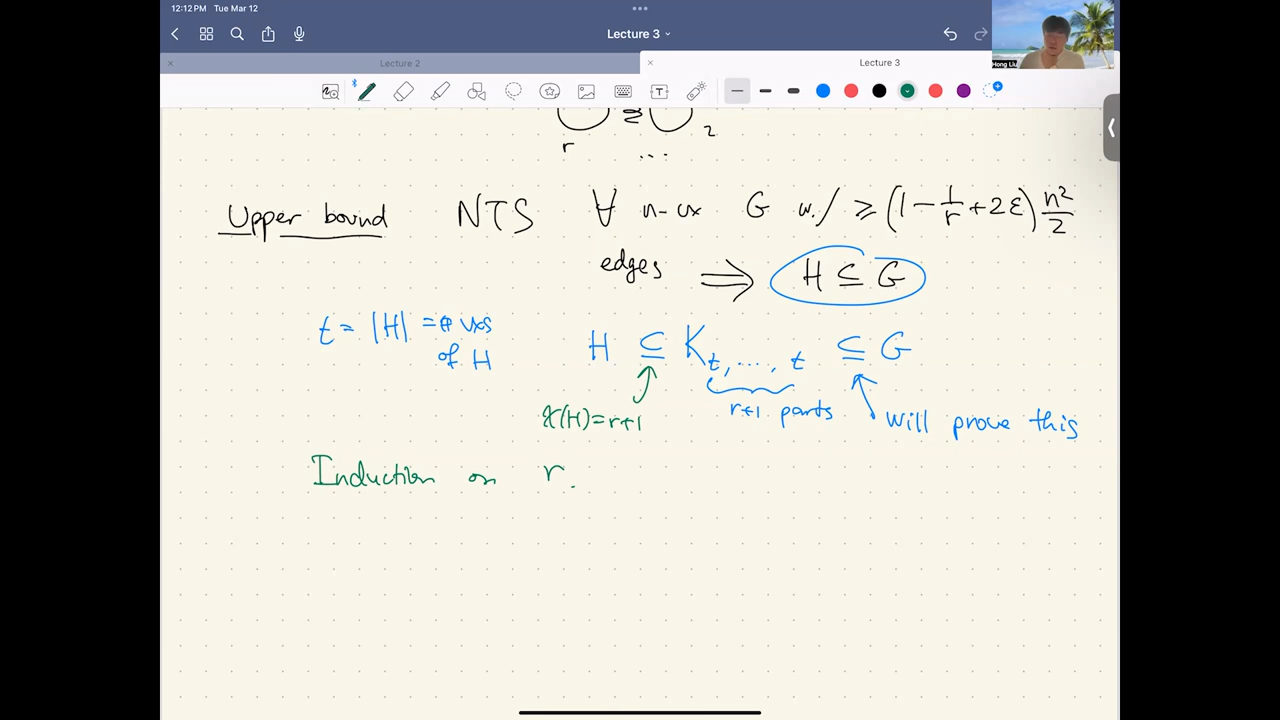 12:12 PM Tue Mar 12
Lecture 3
Lecture 2
Lecture 3
Hong Liu
r
2
...
Upper bound NTS ∀ n-vx G w./ ≥ (1 - 1/r + 2ε) n²/2
edges ⟹ H ⊆ G
t = |H| = # vxs
of H
H ⊆ K_{t, ..., t} ⊆ G
χ(H)=r+1
r+1 parts
will prove this
Induction on r.